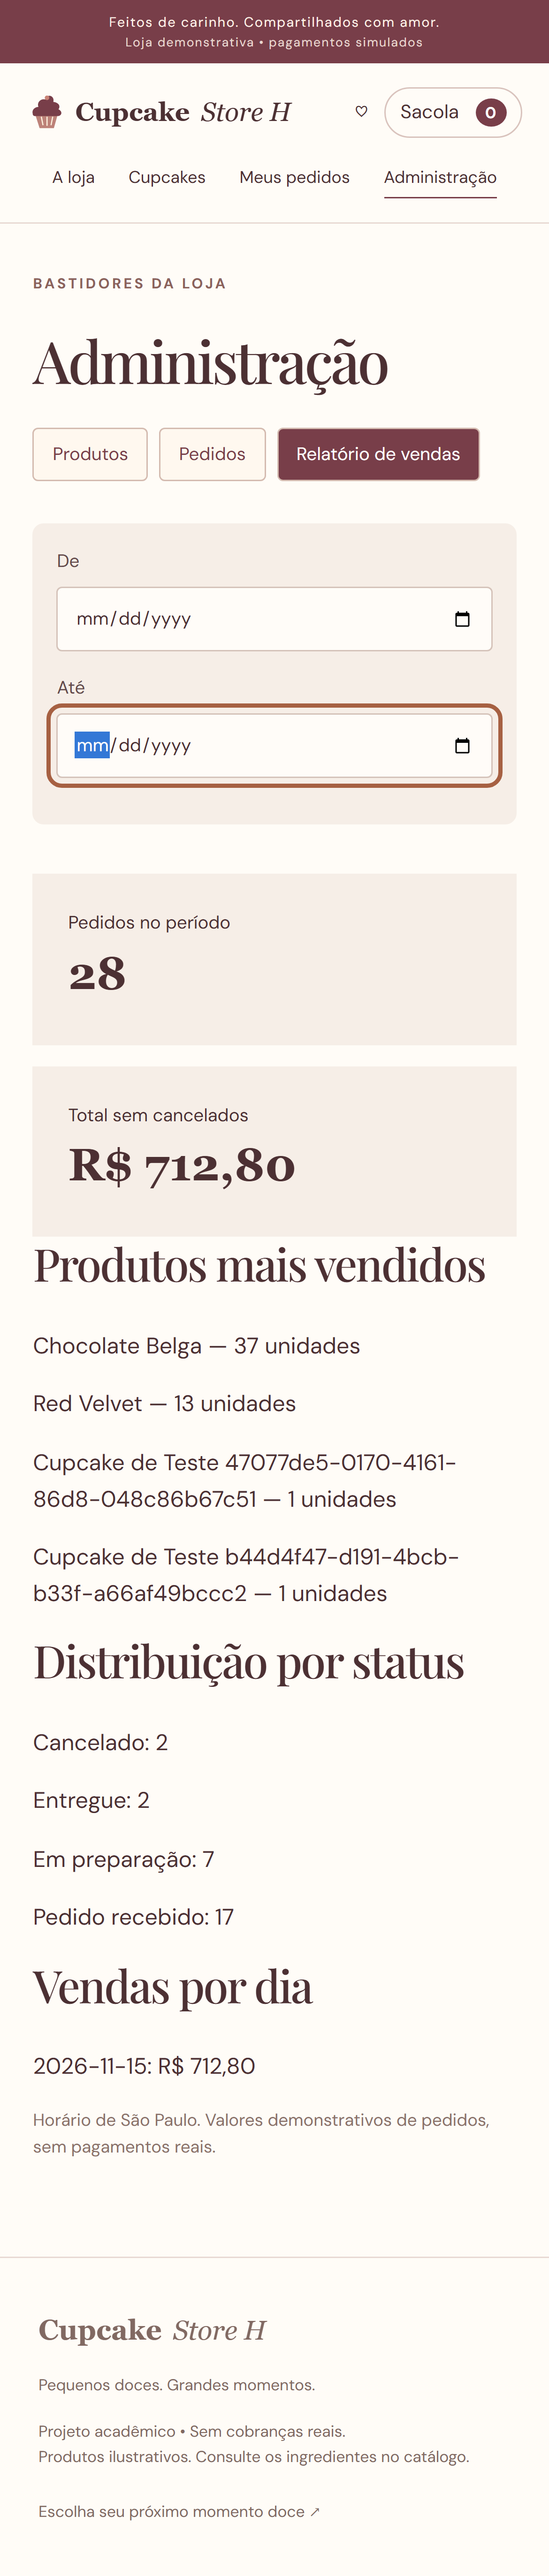 Feitos de carinho. Compartilhados com amor.
Loja demonstrativa • pagamentos simulados
Cupcake Store H
♡
Sacola 0
A loja Cupcakes Meus pedidos Administração
BASTIDORES DA LOJA
Administração
Produtos Pedidos Relatório de vendas
De
mm/dd/yyyy
Até
mm/dd/yyyy
Pedidos no período
28
Total sem cancelados
R$ 712,80
Produtos mais vendidos
Chocolate Belga — 37 unidades
Red Velvet — 13 unidades
Cupcake de Teste 47077de5-0170-4161-
86d8-048c86b67c51 — 1 unidades
Cupcake de Teste b44d4f47-d191-4bcb-
b33f-a66af49bccc2 — 1 unidades
Distribuição por status
Cancelado: 2
Entregue: 2
Em preparação: 7
Pedido recebido: 17
Vendas por dia
2026-11-15: R$ 712,80
Horário de São Paulo. Valores demonstrativos de pedidos,
sem pagamentos reais.
Cupcake Store H
Pequenos doces. Grandes momentos.
Projeto acadêmico • Sem cobranças reais.
Produtos ilustrativos. Consulte os ingredientes no catálogo.
Escolha seu próximo momento doce ↗